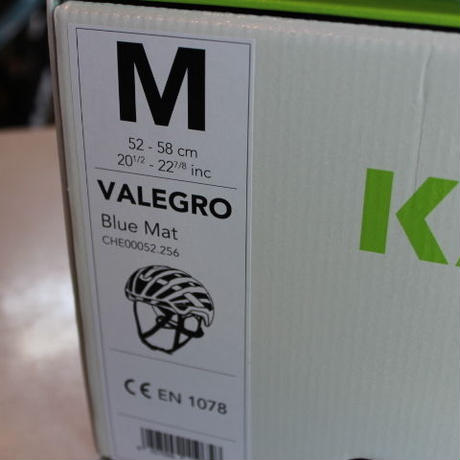 M
52 - 58 cm
20 1/2 - 22 7/8 inc
VALEGRO
Blue Mat
CHE00052.256
CE EN 1078